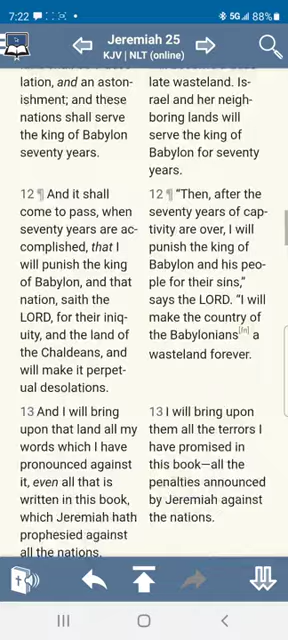 7:22
5G 88%
Jeremiah 25
KJV | NLT (online)
lation, and an aston-
ishment; and these
nations shall serve
the king of Babylon
seventy years.
12 ¶ And it shall
come to pass, when
seventy years are ac-
complished, that I
will punish the king
of Babylon, and that
nation, saith the
LORD, for their iniq-
uity, and the land of
the Chaldeans, and
will make it perpet-
ual desolations.
13 And I will bring
upon that land all my
words which I have
pronounced against
it, even all that is
written in this book,
which Jeremiah hath
prophesied against
all the nations.
late wasteland. Is-
rael and her neigh-
boring lands will
serve the king of
Babylon for seventy
years.
12 ¶ “Then, after the
seventy years of cap-
tivity are over, I will
punish the king of
Babylon and his peo-
ple for their sins,”
says the LORD. “I will
make the country of
the Babylonians[fn] a
wasteland forever.
13 I will bring upon
them all the terrors I
have promised in
this book—all the
penalties announced
by Jeremiah against
the nations.